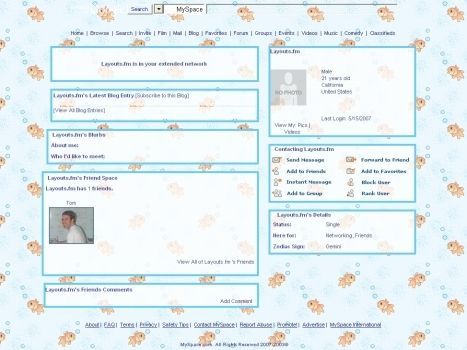 Search MySpace
Home | Browse | Search | Invite | Film | Mail | Blog | Favorites | Forum | Groups | Events | Videos | Music | Comedy | Classifieds
Layouts.fm is in your extended network
Layouts.fm's Latest Blog Entry [Subscribe to this Blog]
[View All Blog Entries]
Layouts.fm's Blurbs
About me:
Who I'd like to meet:
Layouts.fm's Friend Space
Layouts.fm has 1 friends.
Tom
View All of Layouts.fm 's Friends
Layouts.fm's Friends Comments
Add Comment
Layouts.fm
NO PHOTO
Male
21 years old
California
United States
Last Login: 5/15/2007
View My: Pics |
Videos
Contacting Layouts.fm
Send Message Forward to Friend
Add to Friends Add to Favorites
Instant Message Block User
Add to Group Rank User
Layouts.fm's Details
Status: Single
Here for: Networking, Friends
Zodiac Sign: Gemini
About | FAQ | Terms | Privacy | Safety Tips | Contact MySpace | Report Abuse | Promote! | Advertise | MySpace International
All Rights Reserved